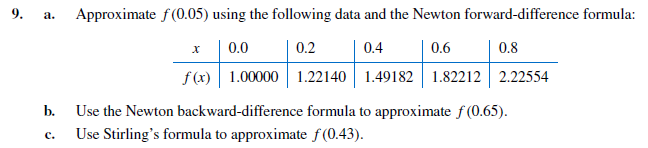 9. a. Approximate f(0.05) using the following data and the Newton forward-difference formula:
x 0.0 0.2 0.4 0.6 0.8
f(x) 1.00000 1.22140 1.49182 1.82212 2.22554
b. Use the Newton backward-difference formula to approximate f(0.65).
c. Use Stirling's formula to approximate f(0.43).